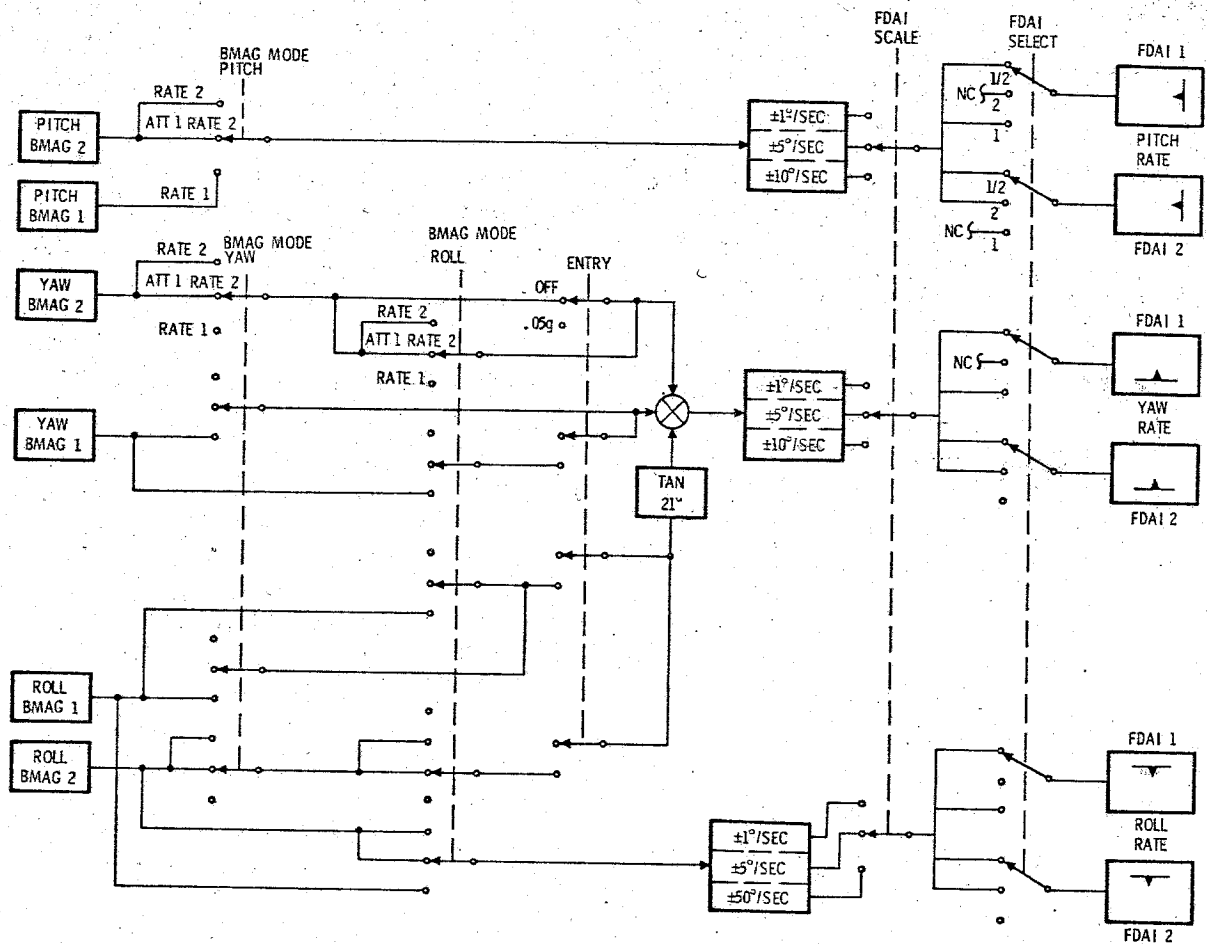 FDAI
SCALE
FDAI
SELECT
FDAI 1
BMAG MODE
PITCH
RATE 2
ATT 1 RATE 2
PITCH
BMAG 2
RATE 1
PITCH
BMAG 1
±1°/SEC
±5°/SEC
±10°/SEC
1/2
NC
2
1
1/2
2
NC
1
PITCH
RATE
FDAI 2
BMAG MODE
YAW
RATE 2
ATT 1 RATE 2
YAW
BMAG 2
RATE 1
BMAG MODE
ROLL
RATE 2
ATT 1 RATE 2
RATE 1
ENTRY
OFF
.05g
YAW
BMAG 1
±1°/SEC
±5°/SEC
±10°/SEC
TAN
21°
NC
FDAI 1
YAW
RATE
FDAI 2
ROLL
BMAG 1
ROLL
BMAG 2
±1°/SEC
±5°/SEC
±50°/SEC
FDAI 1
ROLL
RATE
FDAI 2